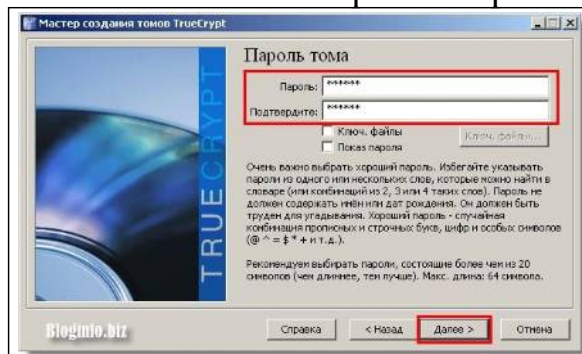 Мастер создания томов TrueCrypt
TRUECRYPT
Пароль тома
Пароль: ******
Подтвердите: ******
Ключ. файлы
Ключ. файлы...
Показ пароля
Очень важно выбрать хороший пароль. Избегайте указывать
пароли из одного или нескольких слов, которые можно найти в
словаре (или комбинаций из 2, 3 или 4 таких слов). Пароль не
должен содержать имён или дат рождения. Он должен быть
труден для угадывания. Хороший пароль - случайная
комбинация прописных и строчных букв, цифр и особых символов
(@ ^ = $ * + и т.д.).
Рекомендуем выбирать пароли, состоящие более чем из 20
символов (чем длиннее, тем лучше). Макс. длина: 64 символа.
Blogmio.biz
Справка
< Назад
Далее >
Отмена